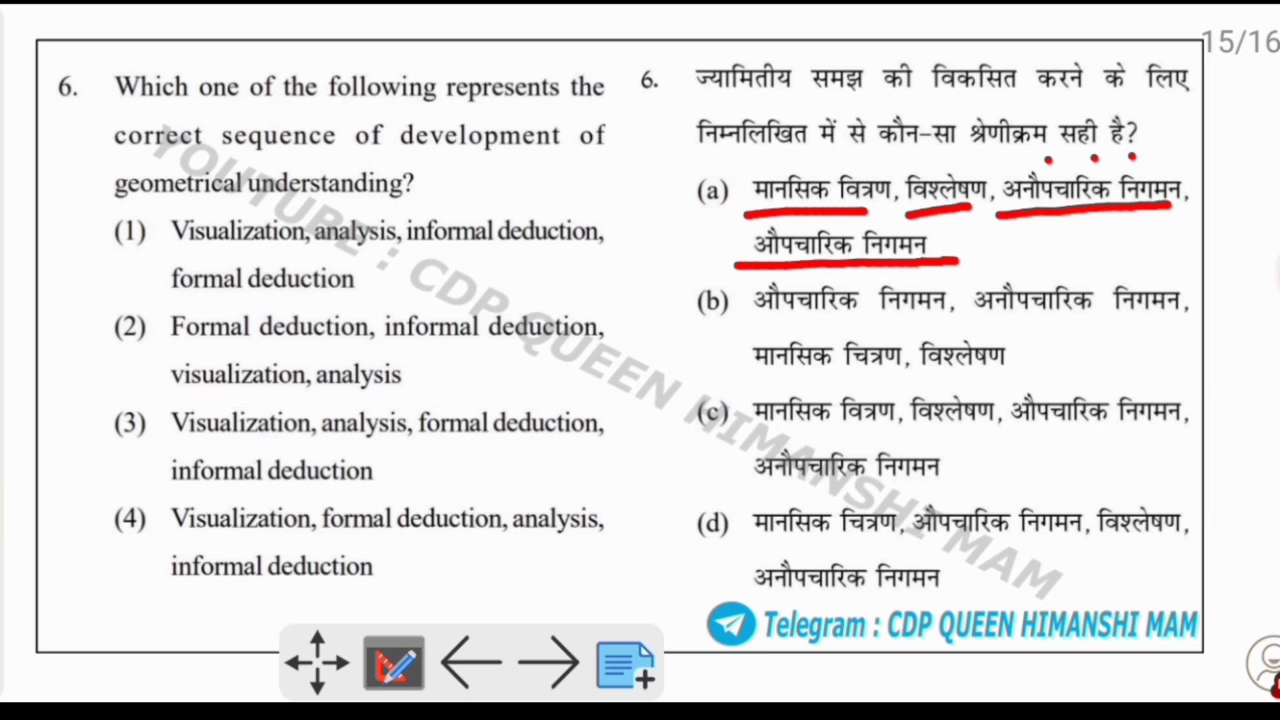 15/16
6. Which one of the following represents the
correct sequence of development of
geometrical understanding?
(1) Visualization, analysis, informal deduction,
formal deduction
(2) Formal deduction, informal deduction,
visualization, analysis
(3) Visualization, analysis, formal deduction,
informal deduction
(4) Visualization, formal deduction, analysis,
informal deduction
6. ज्यामितीय समझ की विकसित करने के लिए
निम्नलिखित में से कौन-सा श्रेणीक्रम सही है?
(a) मानसिक वित्रण, विश्लेषण, अनौपचारिक निगमन,
औपचारिक निगमन
(b) औपचारिक निगमन, अनौपचारिक निगमन,
मानसिक चित्रण, विश्लेषण
(c) मानसिक वित्रण, विश्लेषण, औपचारिक निगमन,
अनौपचारिक निगमन
(d) मानसिक चित्रण, औपचारिक निगमन, विश्लेषण,
अनौपचारिक निगमन
YOUTUBE : CDP QUEEN HIMANSHI MAM
Telegram : CDP QUEEN HIMANSHI MAM